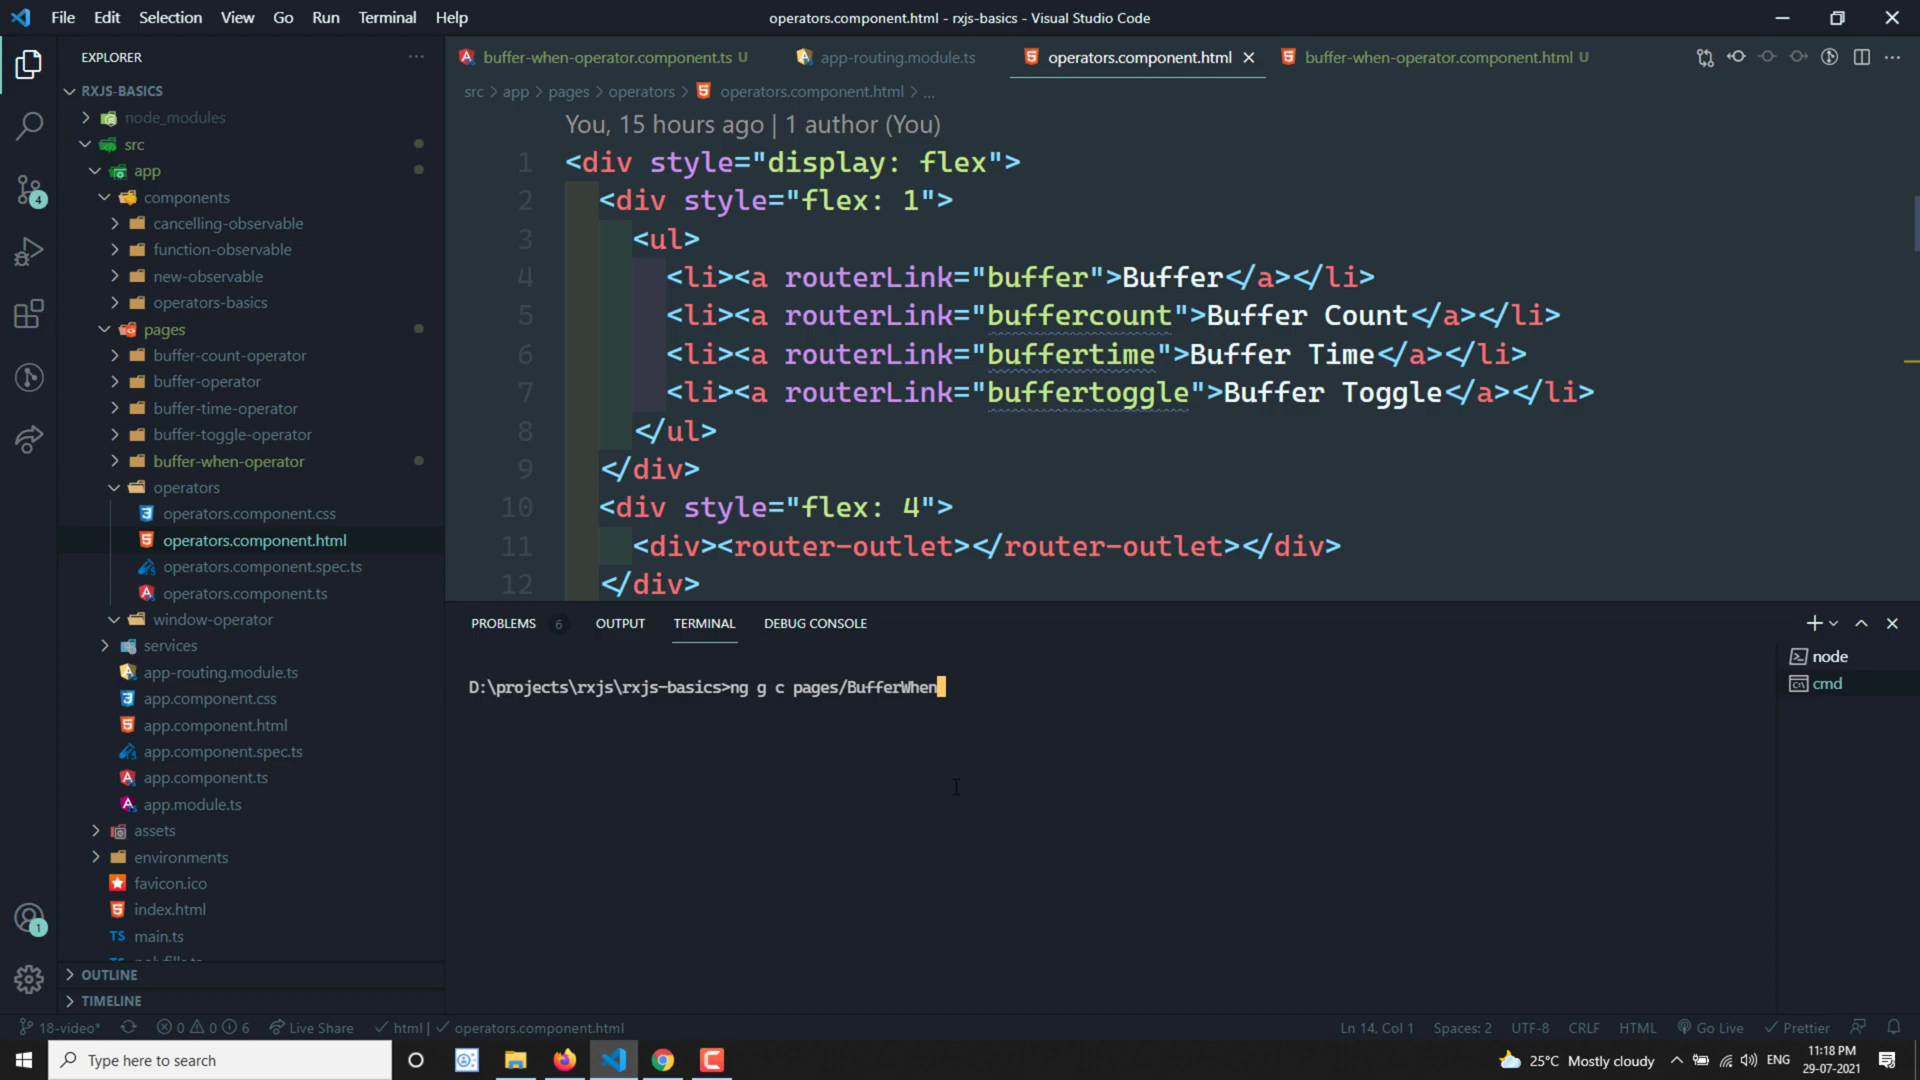 File Edit Selection View Go Run Terminal Help
operators.component.html - rxjs-basics - Visual Studio Code
EXPLORER
RXJS-BASICS
node_modules
src
app
components
cancelling-observable
function-observable
new-observable
operators-basics
pages
buffer-count-operator
buffer-operator
buffer-time-operator
buffer-toggle-operator
buffer-when-operator
operators
operators.component.css
operators.component.html
operators.component.spec.ts
operators.component.ts
window-operator
services
app-routing.module.ts
app.component.css
app.component.html
app.component.spec.ts
app.component.ts
app.module.ts
assets
environments
favicon.ico
index.html
TS main.ts
OUTLINE
TIMELINE
4
1
buffer-when-operator.component.ts U
app-routing.module.ts
operators.component.html
buffer-when-operator.component.html U
src > app > pages > operators > operators.component.html > ...
You, 15 hours ago | 1 author (You)
1 <div style="display: flex">
2 <div style="flex: 1">
3 <ul>
4 <li><a routerLink="buffer">Buffer</a></li>
5 <li><a routerLink="buffercount">Buffer Count</a></li>
6 <li><a routerLink="buffertime">Buffer Time</a></li>
7 <li><a routerLink="buffertoggle">Buffer Toggle</a></li>
8 </ul>
9 </div>
10 <div style="flex: 4">
11 <div><router-outlet></router-outlet></div>
12 </div>
PROBLEMS 6 OUTPUT TERMINAL DEBUG CONSOLE
D:\projects\rxjs\rxjs-basics>ng g c pages/BufferWhen
node
cmd
18-video* 0 0 6 Live Share html | operators.component.html
Ln 14, Col 1 Spaces: 2 UTF-8 CRLF HTML Go Live Prettier
Type here to search
25°C Mostly cloudy ENG
11:18 PM
29-07-2021